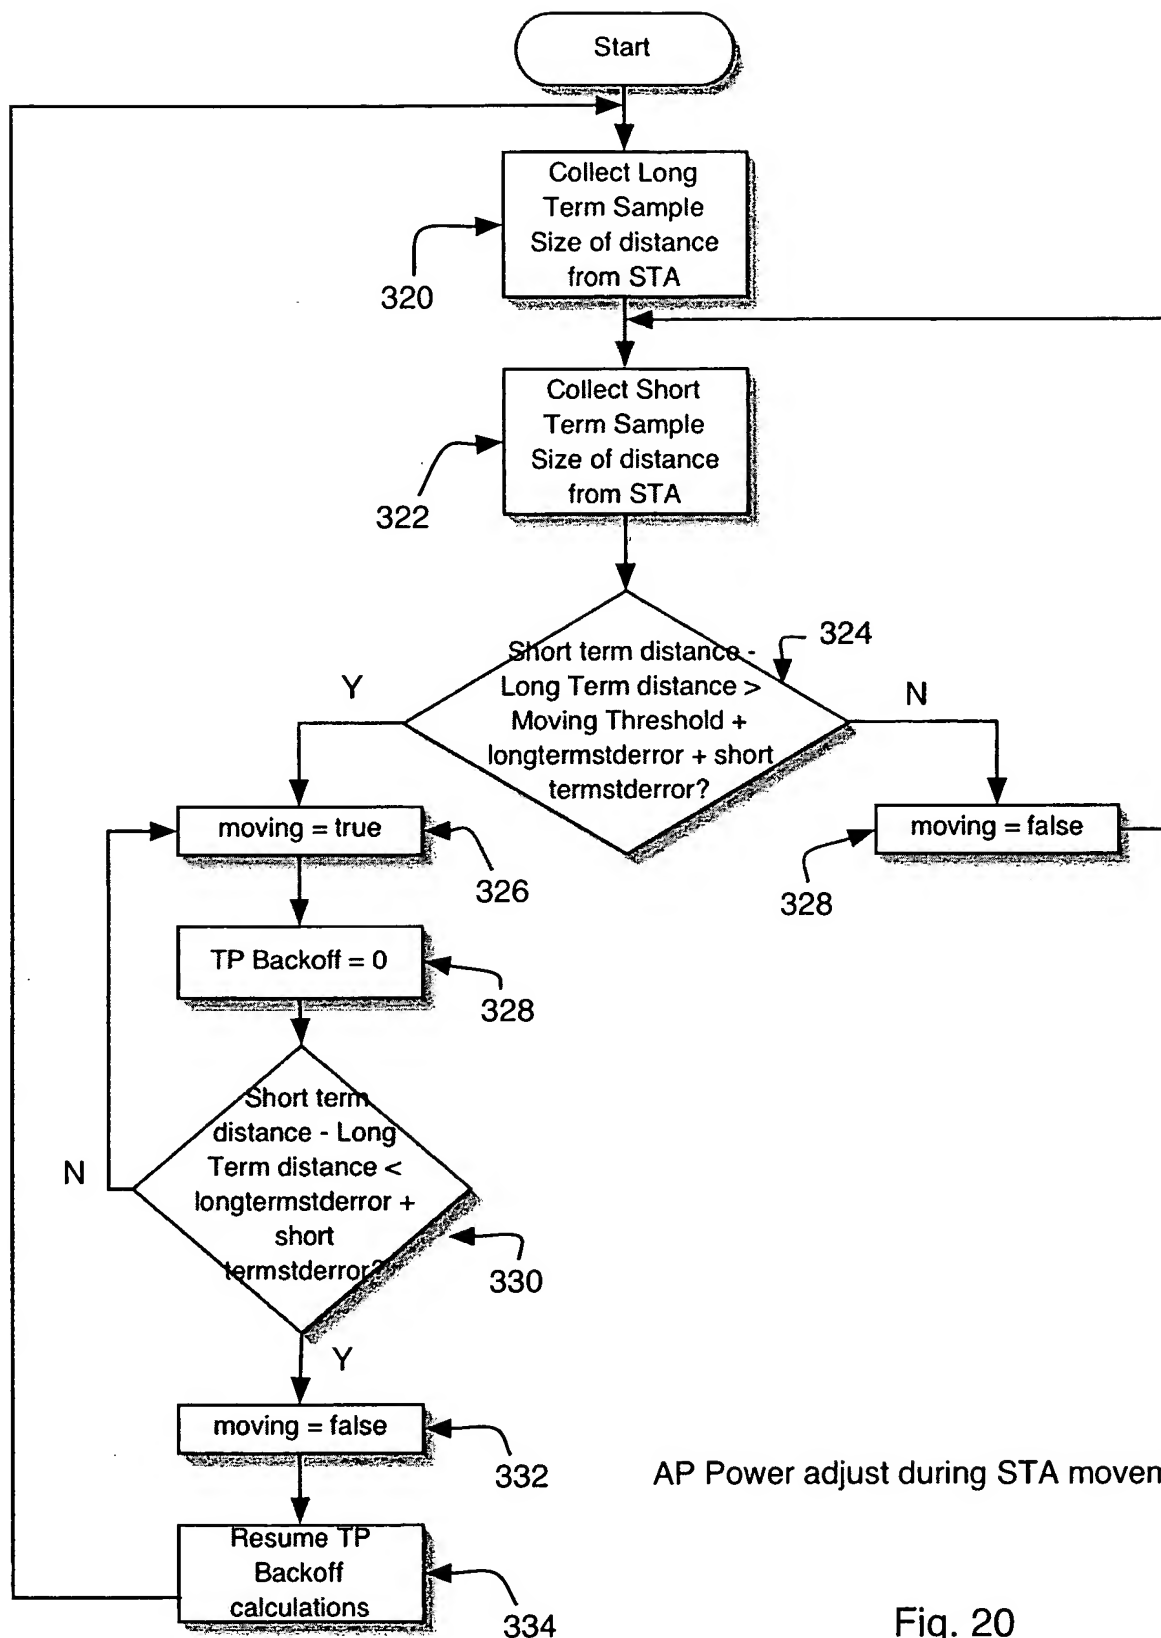 Start
Collect Long
Term Sample
Size of distance
from STA
320
Collect Short
Term Sample
Size of distance
from STA
322
324
Short term distance -
Long Term distance >
Moving Threshold +
longtermstderror + short
termstderror?
Y
N
moving = true
326
moving = false
328
TP Backoff = 0
328
Short term
distance - Long
Term distance <
longtermstderror +
short
termstderror?
N
330
Y
moving = false
332
AP Power adjust during STA movem
Resume TP
Backoff
calculations
334
Fig. 20